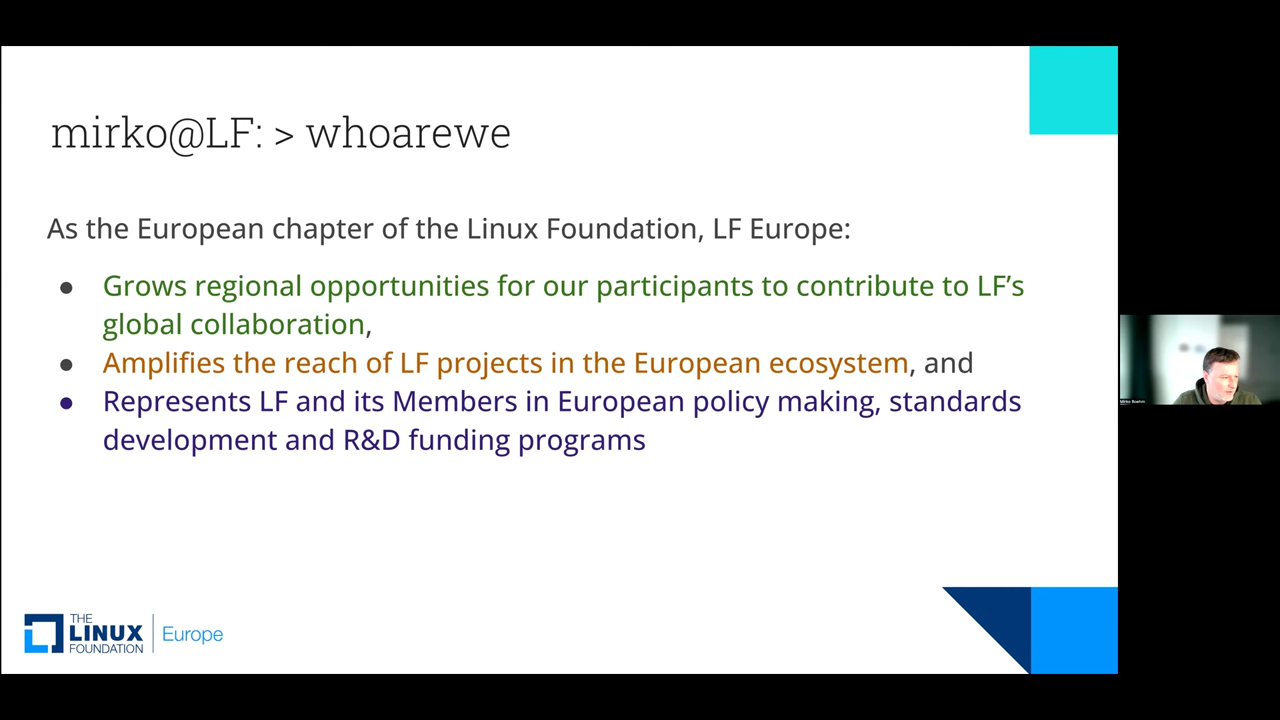 mirko@LF: > whoarewe
As the European chapter of the Linux Foundation, LF Europe:
● Grows regional opportunities for our participants to contribute to LF’s
global collaboration,
● Amplifies the reach of LF projects in the European ecosystem, and
● Represents LF and its Members in European policy making, standards
development and R&D funding programs
THE
LINUX
FOUNDATION
Europe
Mirko Boehm